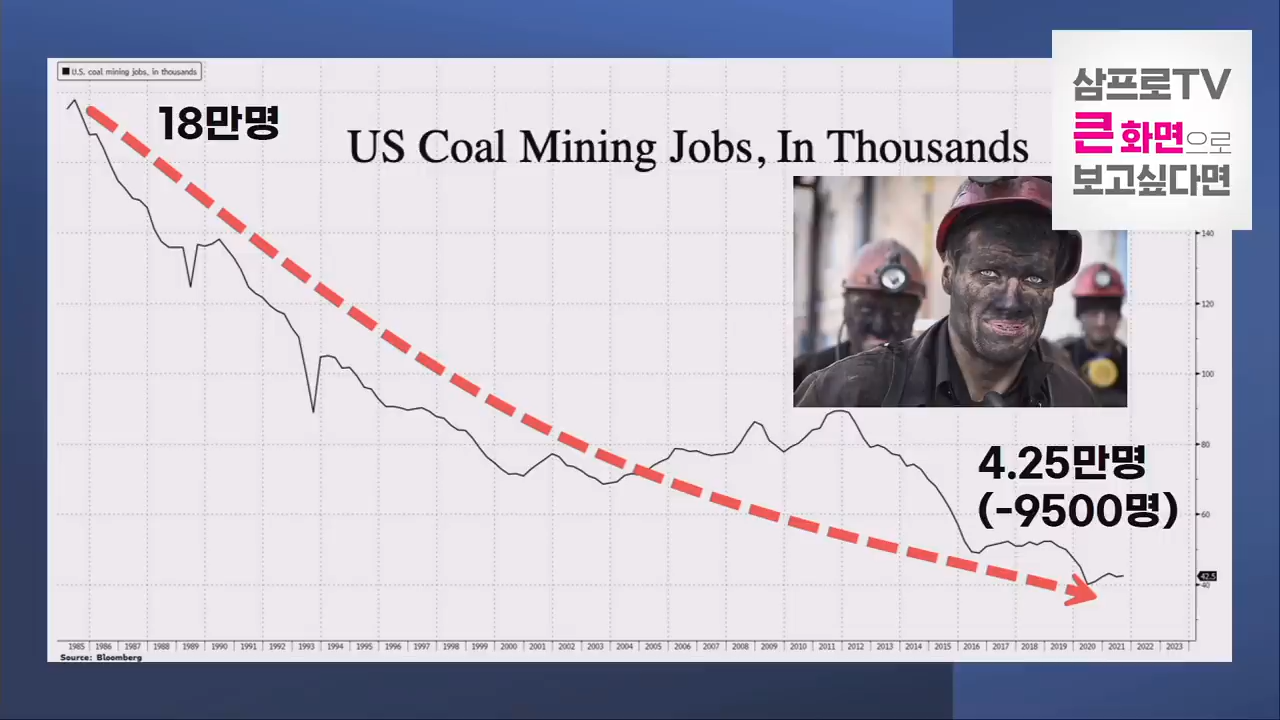 U.S. coal mining jobs, in thousands
18만명
US Coal Mining Jobs, In Thousands
삼프로TV
큰 화면으로
보고싶다면
140
120
100
80
4.25만명
(-9500명)
60
42.5
40
1985 1986 1987 1988 1989 1990 1991 1992 1993 1994 1995 1996 1997 1998 1999 2000 2001 2002 2003 2004 2005 2006 2007 2008 2009 2010 2011 2012 2013 2014 2015 2016 2017 2018 2019 2020 2021 2022 2023
Source: Bloomberg